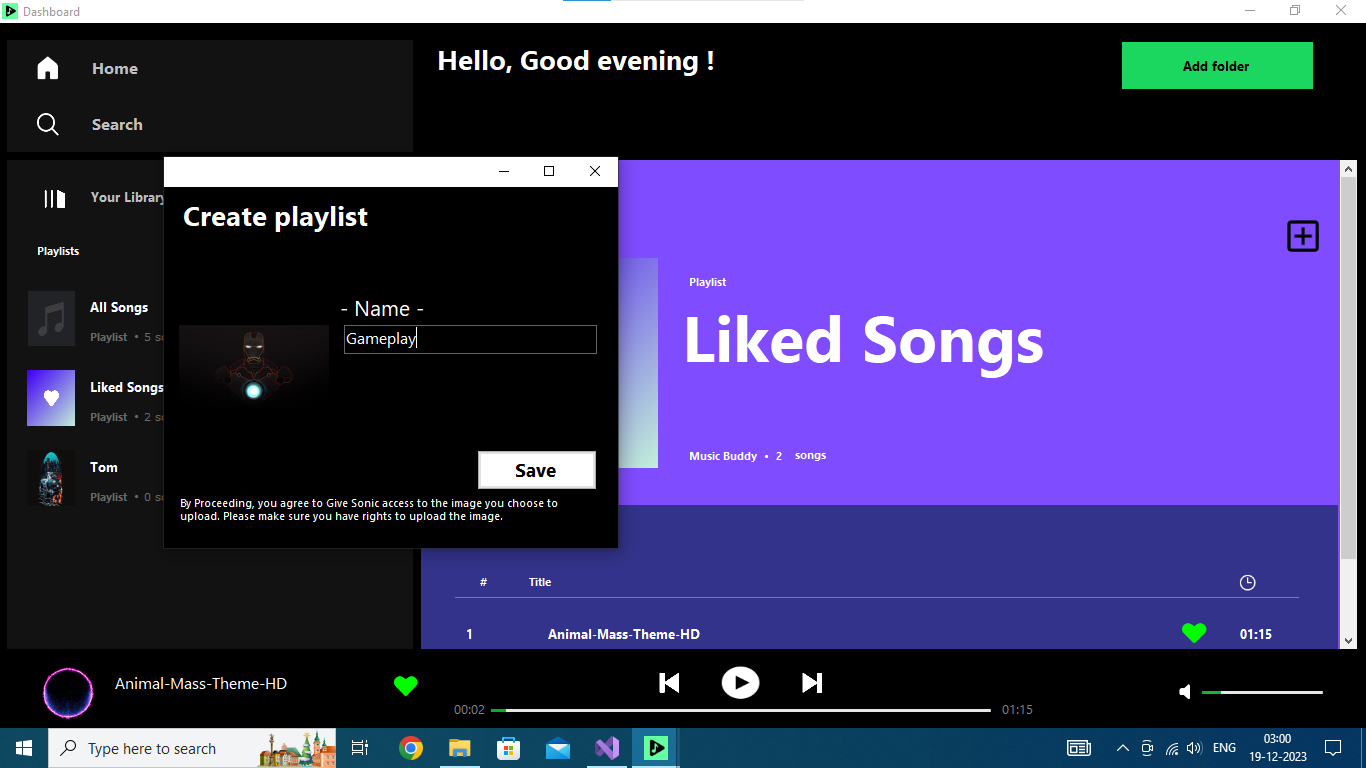 Dashboard
Home
Search
Hello, Good evening !
Add folder
Your Library
Playlists
All Songs
Playlist • 5 so
Liked Songs
Playlist • 2 so
Tom
Playlist • 0 so
Create playlist
- Name -
Gameplay
Save
By Proceeding, you agree to Give Sonic access to the image you choose to
upload. Please make sure you have rights to upload the image.
Playlist
Liked Songs
Music Buddy • 2 songs
# Title
1 Animal-Mass-Theme-HD 01:15
Animal-Mass-Theme-HD
00:02 01:15
Type here to search
ENG
03:00
19-12-2023